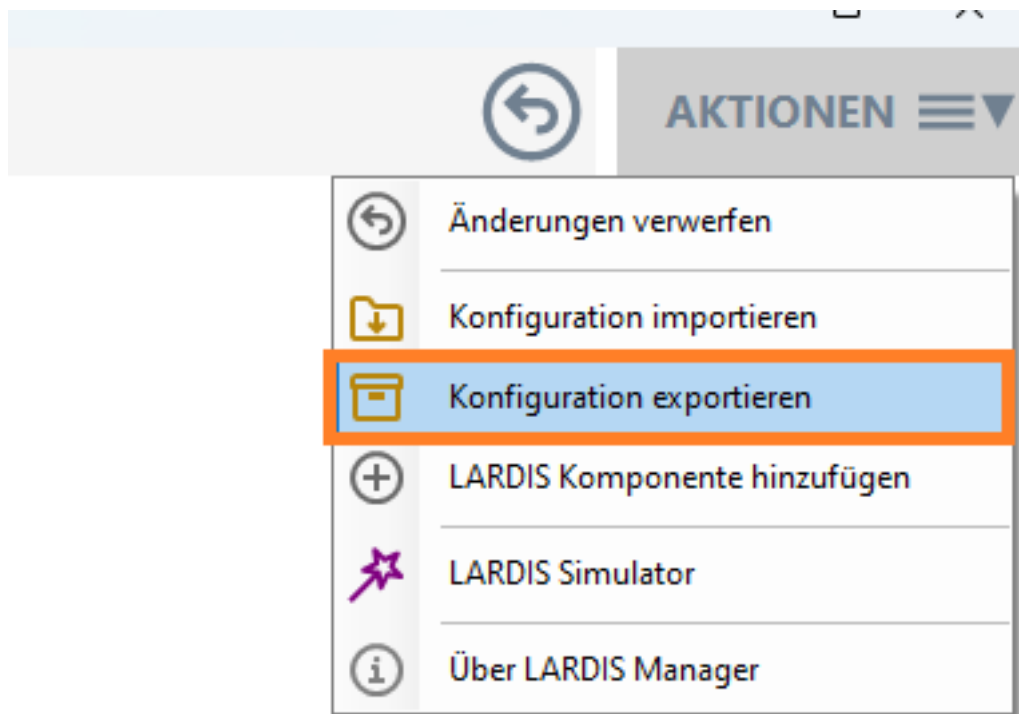 AKTIONEN
Änderungen verwerfen
Konfiguration importieren
Konfiguration exportieren
LARDIS Komponente hinzufügen
LARDIS Simulator
Über LARDIS Manager